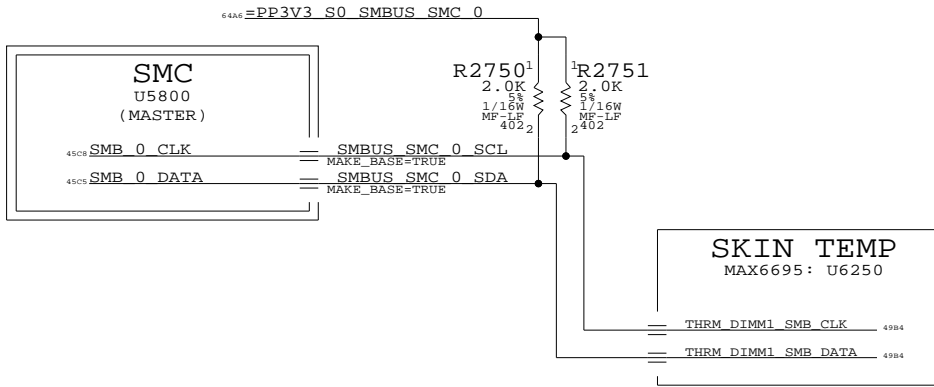 64A6 =PP3V3_S0_SMBUS_SMC_0
SMC
U5800
(MASTER)
R2750 1
2.0K
5%
1/16W
MF-LF
402 2
1 R2751
2.0K
5%
1/16W
MF-LF
2 402
45C8 SMB_0_CLK
SMBUS_SMC_0_SCL
MAKE_BASE=TRUE
45C5 SMB_0_DATA
SMBUS_SMC_0_SDA
MAKE_BASE=TRUE
SKIN TEMP
MAX6695: U6250
THRM_DIMM1_SMB_CLK 49B4
THRM_DIMM1_SMB_DATA 49B4